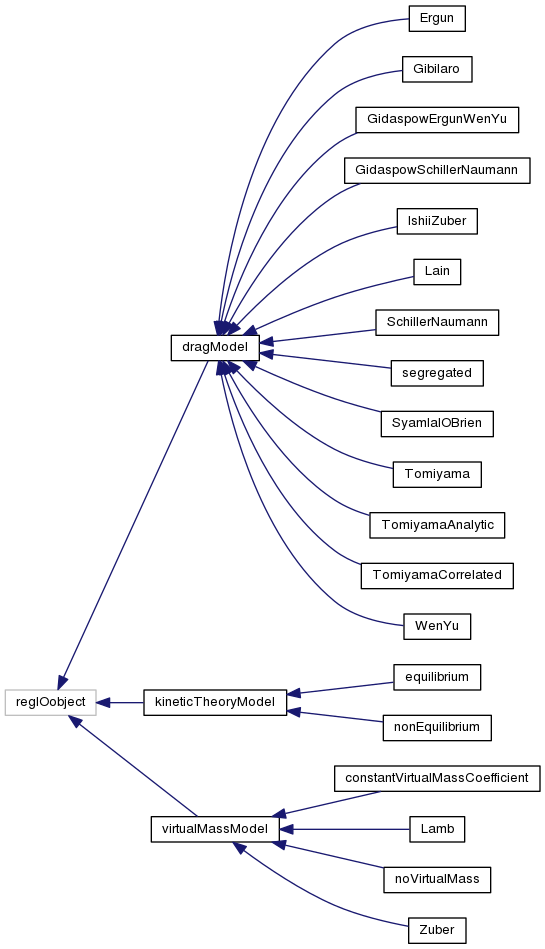 Ergun
Gibilaro
GidaspowErgunWenYu
GidaspowSchillerNaumann
IshiiZuber
Lain
SchillerNaumann
dragModel
segregated
SyamlalOBrien
Tomiyama
TomiyamaAnalytic
TomiyamaCorrelated
WenYu
equilibrium
regIOobject
kineticTheoryModel
nonEquilibrium
constantVirtualMassCoefficient
virtualMassModel
Lamb
noVirtualMass
Zuber